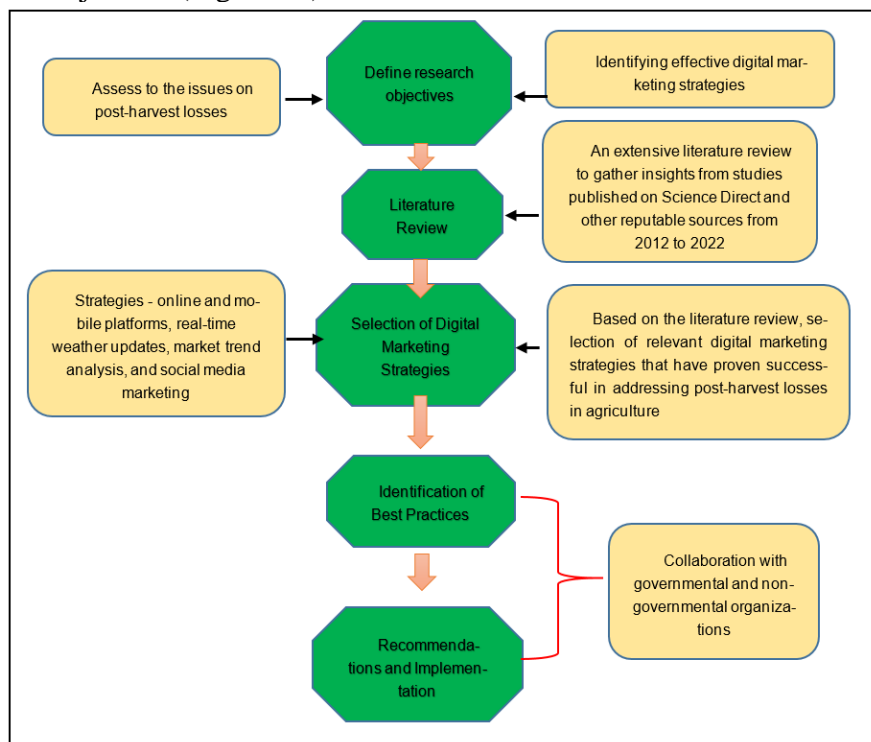 Define research
objectives
Assess to the issues on
post-harvest losses
Identifying effective digital mar-
keting strategies
Literature
Review
An extensive literature review
to gather insights from studies
published on Science Direct and
other reputable sources from
2012 to 2022
Strategies - online and mo-
bile platforms, real-time
weather updates, market trend
analysis, and social media
marketing
Selection of Digital
Marketing
Strategies
Based on the literature review, se-
lection of relevant digital marketing
strategies that have proven success-
ful in addressing post-harvest losses
in agriculture
Identification of
Best Practices
Collaboration with
governmental and non-
governmental organiza-
tions
Recommenda-
tions and Implemen-
tation